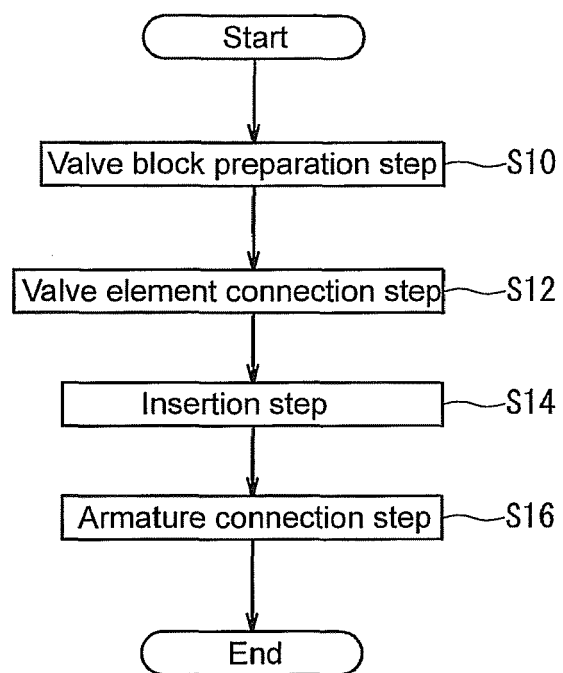 Start
Valve block preparation step S10
Valve element connection step S12
Insertion step S14
Armature connection step S16
End